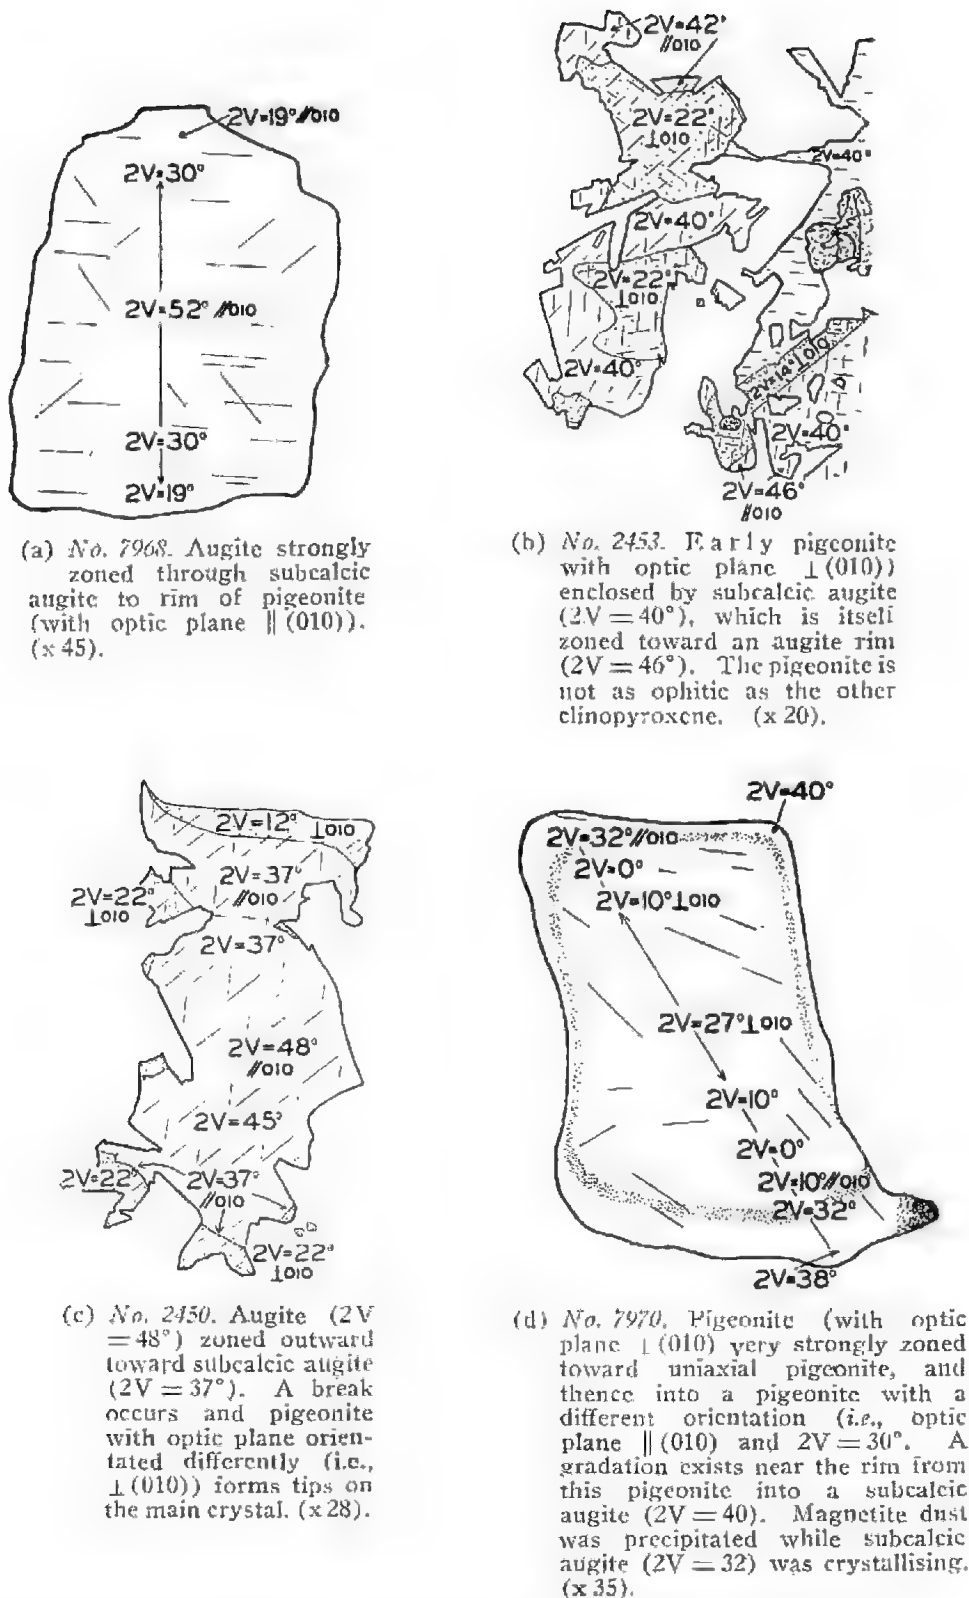 2V=19°//010
2V=30°
2V=52°//010
2V=30°
2V=19°
(a) No. 7968. Augite strongly
zoned through subcalcic
augite to rim of pigeonite
(with optic plane ∥ (010)).
(x 45).
2V=42°
//010
2V=22°
⊥010
2V=40°
2V=40°
2V=22°
⊥010
2V=40°
2V=14°⊥010
2V=40°
2V=46°
//010
(b) No. 2453. Early pigeonite
with optic plane ⊥(010))
enclosed by subcalcic augite
(2V = 40°), which is itself
zoned toward an augite rim
(2V = 46°). The pigeonite is
not as ophitic as the other
clinopyroxene. (x 20).
2V=12° ⊥010
2V=37°
//010
2V=22°
⊥010
2V=37°
2V=48°
//010
2V=45°
2V=22°
2V=37°
//010
2V=22°
⊥010
(c) No. 2450. Augite (2V
= 48°) zoned outward
toward subcalcic augite
(2V = 37°). A break
occurs and pigeonite
with optic plane orien-
tated differently (i.e.,
⊥(010)) forms tips on
the main crystal. (x 28).
2V=40°
2V=32°//010
2V=0°
2V=10°⊥010
2V=27°⊥010
2V=10°
2V=0°
2V=10°//010
2V=32°
2V=38°
(d) No. 7970. Pigeonite (with optic
plane ⊥(010) very strongly zoned
toward uniaxial pigeonite, and
thence into a pigeonite with a
different orientation (i.e., optic
plane ∥(010) and 2V = 30°. A
gradation exists near the rim from
this pigeonite into a subcalcic
augite (2V = 40). Magnetite dust
was precipitated while subcalcic
augite (2V = 32) was crystallising.
(x 35).